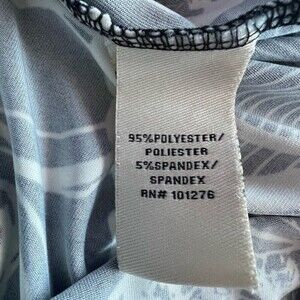 95%POLYESTER/
POLIESTER
5%SPANDEX/
SPANDEX
RN# 101276